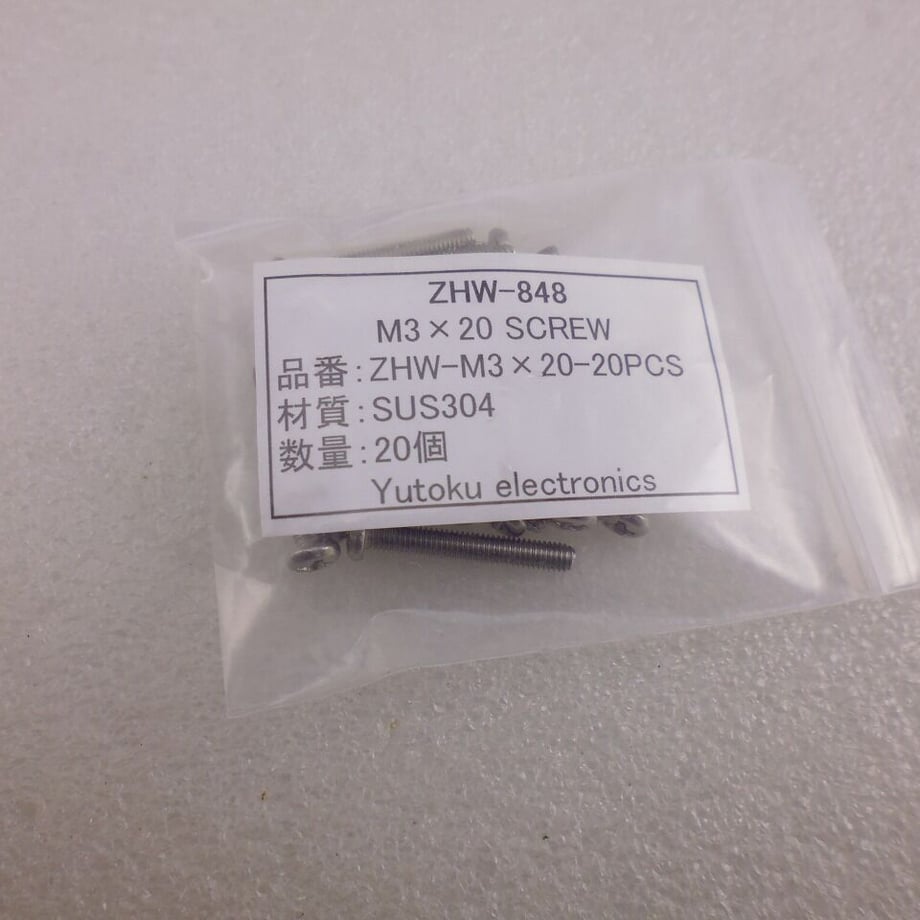 ZHW-848
M3×20 SCREW
品番:ZHW-M3×20-20PCS
材質:SUS304
数量:20個
Yutoku electronics